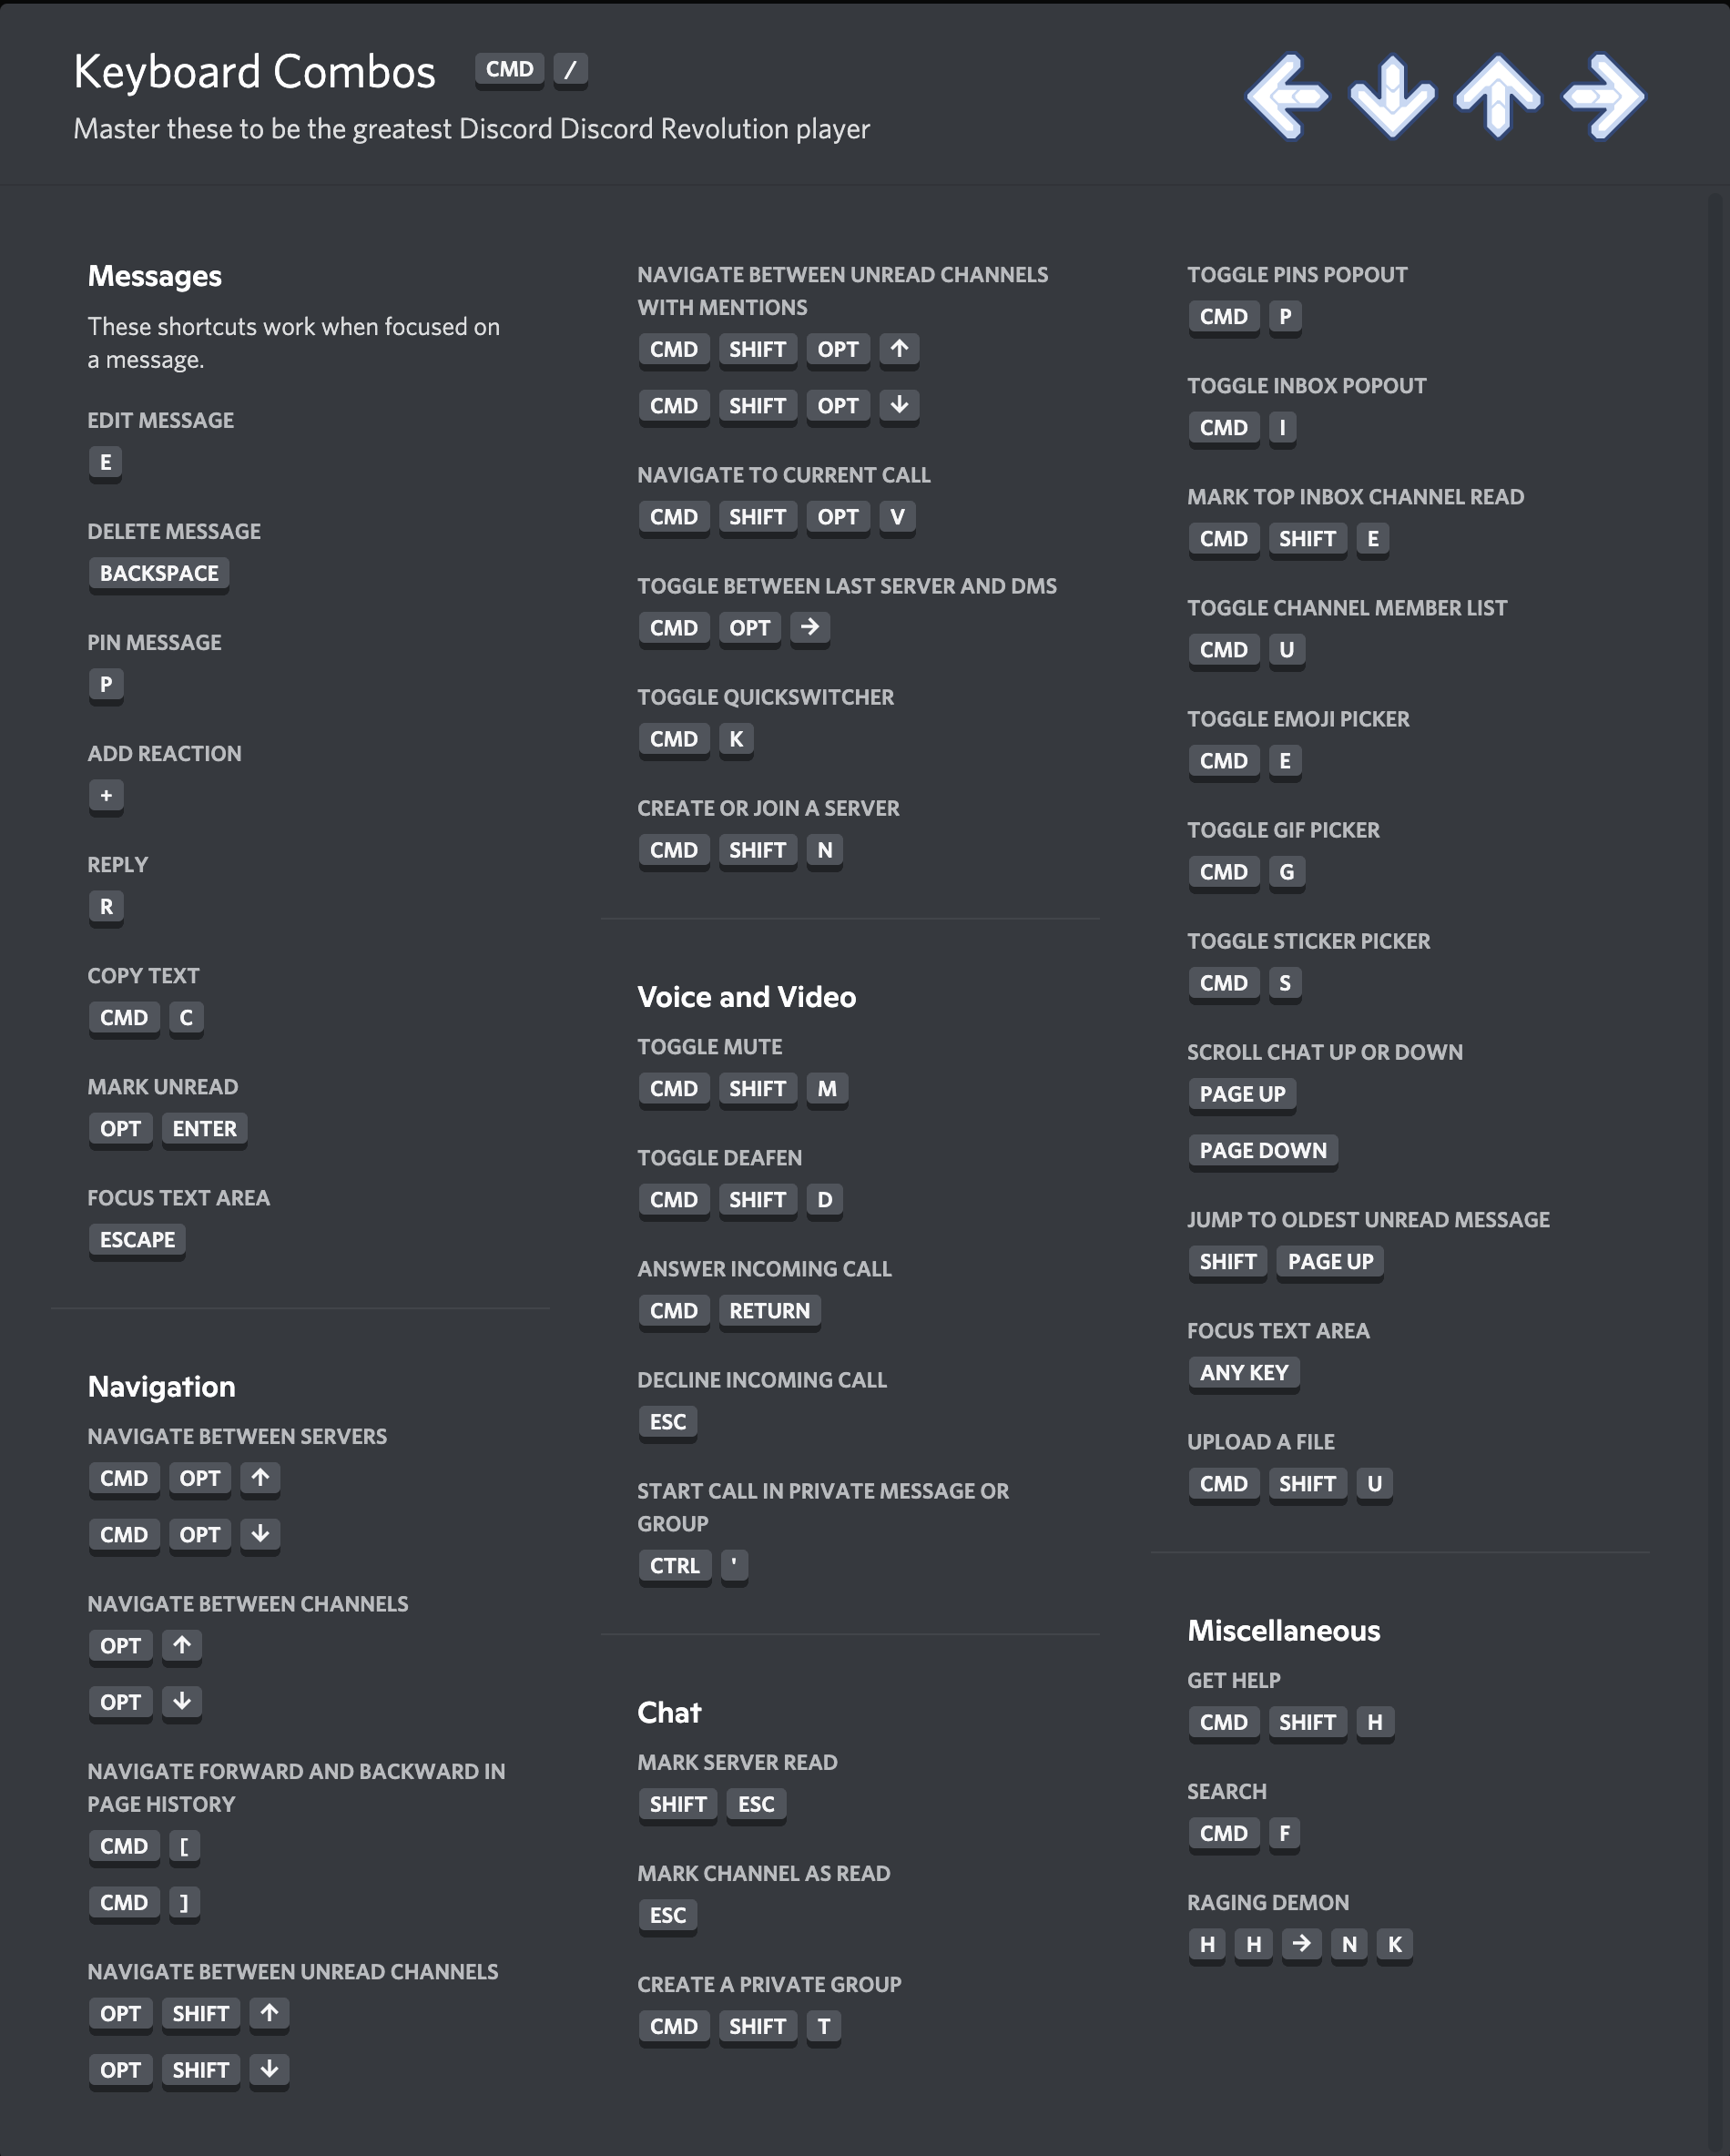 Keyboard Combos CMD /
Master these to be the greatest Discord Discord Revolution player
Messages
These shortcuts work when focused on
a message.
EDIT MESSAGE
E
DELETE MESSAGE
BACKSPACE
PIN MESSAGE
P
ADD REACTION
+
REPLY
R
COPY TEXT
CMD C
MARK UNREAD
OPT ENTER
FOCUS TEXT AREA
ESCAPE
Navigation
NAVIGATE BETWEEN SERVERS
CMD OPT ↑
CMD OPT ↓
NAVIGATE BETWEEN CHANNELS
OPT ↑
OPT ↓
NAVIGATE FORWARD AND BACKWARD IN
PAGE HISTORY
CMD [
CMD ]
NAVIGATE BETWEEN UNREAD CHANNELS
OPT SHIFT ↑
OPT SHIFT ↓
NAVIGATE BETWEEN UNREAD CHANNELS
WITH MENTIONS
CMD SHIFT OPT ↑
CMD SHIFT OPT ↓
NAVIGATE TO CURRENT CALL
CMD SHIFT OPT V
TOGGLE BETWEEN LAST SERVER AND DMS
CMD OPT →
TOGGLE QUICKSWITCHER
CMD K
CREATE OR JOIN A SERVER
CMD SHIFT N
Voice and Video
TOGGLE MUTE
CMD SHIFT M
TOGGLE DEAFEN
CMD SHIFT D
ANSWER INCOMING CALL
CMD RETURN
DECLINE INCOMING CALL
ESC
START CALL IN PRIVATE MESSAGE OR
GROUP
CTRL '
Chat
MARK SERVER READ
SHIFT ESC
MARK CHANNEL AS READ
ESC
CREATE A PRIVATE GROUP
CMD SHIFT T
TOGGLE PINS POPOUT
CMD P
TOGGLE INBOX POPOUT
CMD I
MARK TOP INBOX CHANNEL READ
CMD SHIFT E
TOGGLE CHANNEL MEMBER LIST
CMD U
TOGGLE EMOJI PICKER
CMD E
TOGGLE GIF PICKER
CMD G
TOGGLE STICKER PICKER
CMD S
SCROLL CHAT UP OR DOWN
PAGE UP
PAGE DOWN
JUMP TO OLDEST UNREAD MESSAGE
SHIFT PAGE UP
FOCUS TEXT AREA
ANY KEY
UPLOAD A FILE
CMD SHIFT U
Miscellaneous
GET HELP
CMD SHIFT H
SEARCH
CMD F
RAGING DEMON
H H → N K